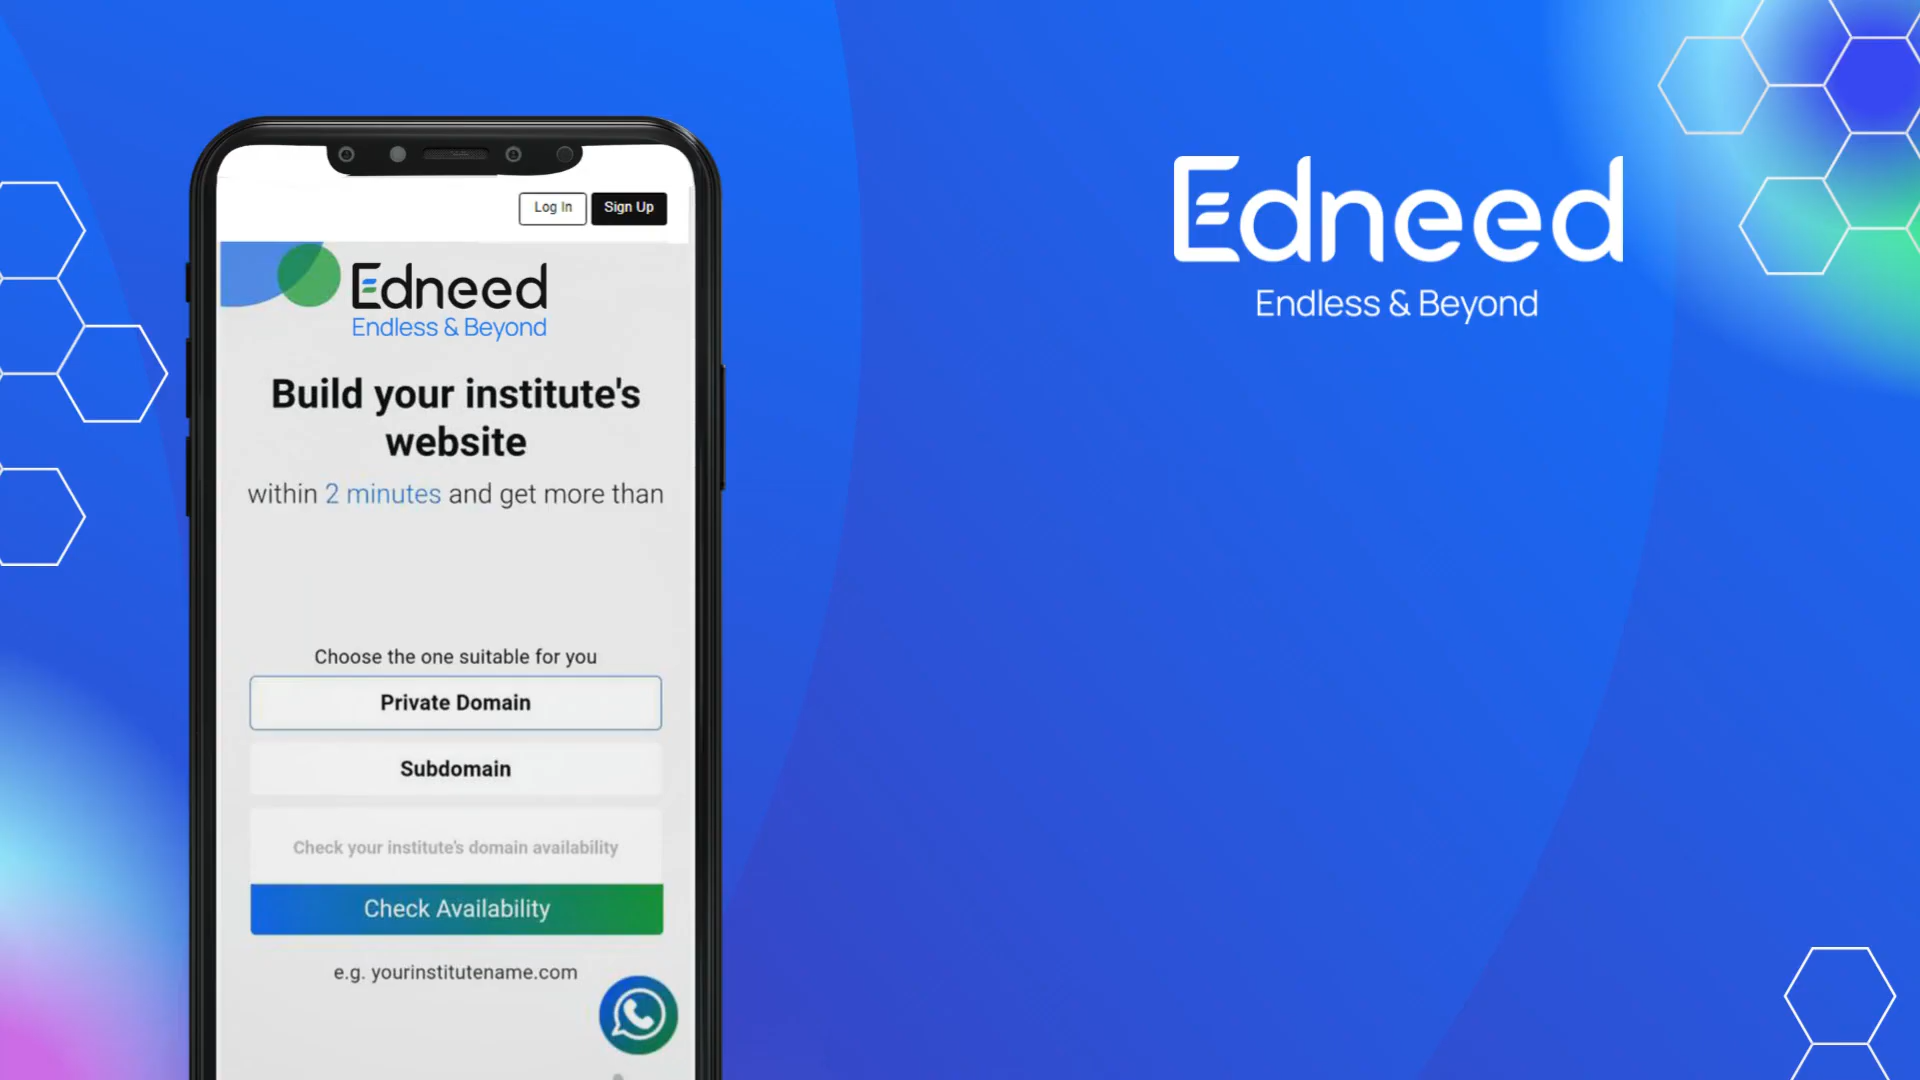 Log In
Sign Up
Edneed
Endless & Beyond
Build your institute's
website
within 2 minutes and get more than
Choose the one suitable for you
Private Domain
Subdomain
Check your institute's domain availability
Check Availability
e.g. yourinstitutename.com
Edneed
Endless & Beyond